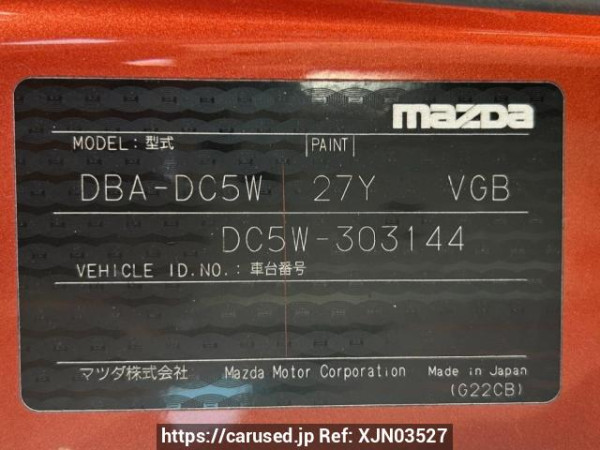 mazda
MODEL : 型式 |PAINT|
DBA-DC5W 27Y VGB
DC5W-303144
VEHICLE ID.NO. : 車台番号
マツダ株式会社 Mazda Motor Corporation Made in Japan
(G22CB)
https://carused.jp Ref: XJN03527